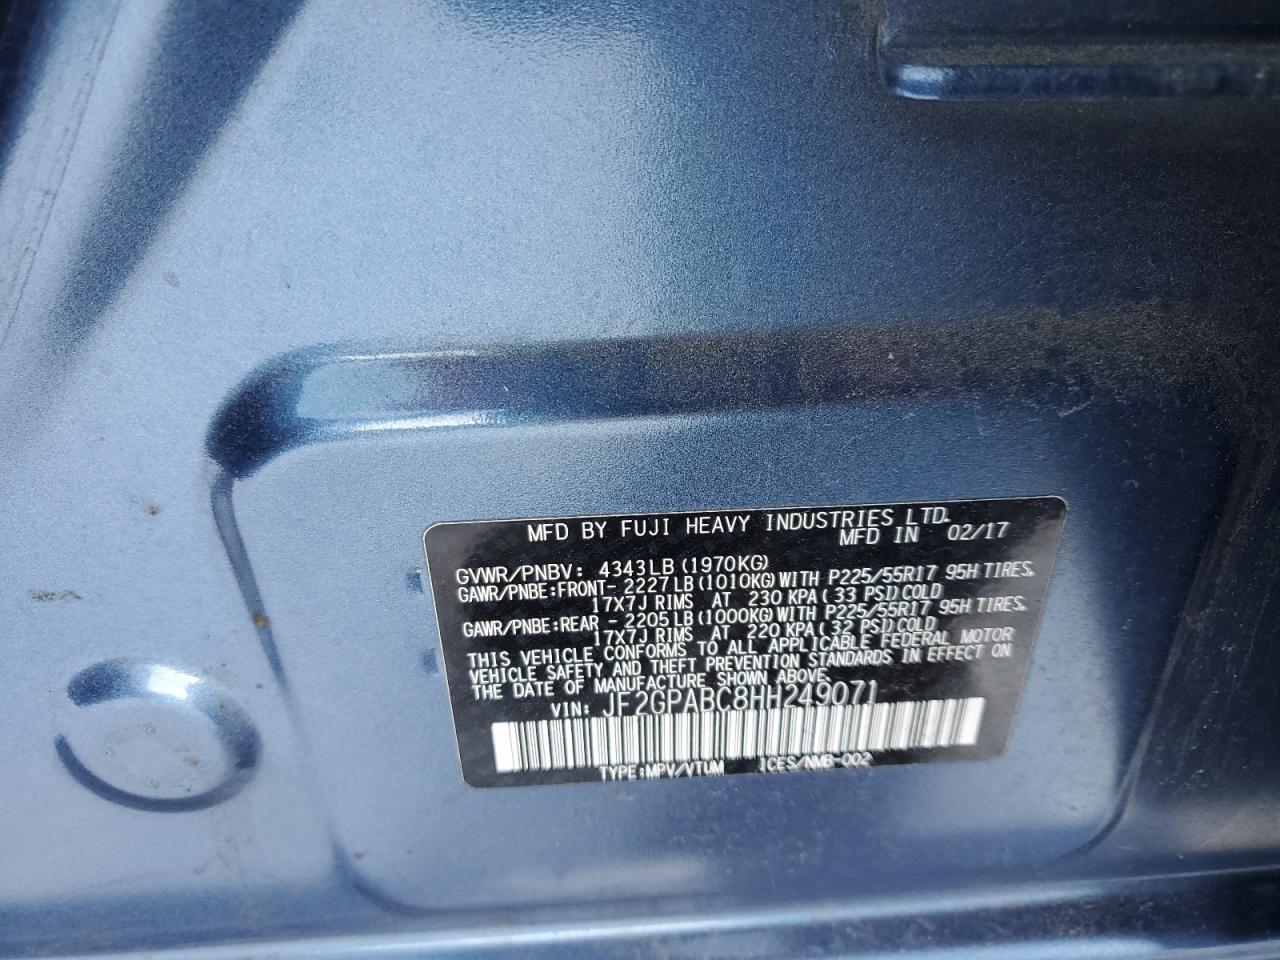 MFD BY FUJI HEAVY INDUSTRIES LTD.
MFD IN 02/17
GVWR/PNBV: 4343LB(1970KG)
GAWR/PNBE:FRONT-2227LB(1010KG)WITH P225/55R17 95H TIRES,
17X7J RIMS AT 230 KPA(33 PSI)COLD
GAWR/PNBE:REAR -2205LB(1000KG)WITH P225/55R17 95H TIRES,
17X7J RIMS AT 220 KPA(32 PSI)COLD
THIS VEHICLE CONFORMS TO ALL APPLICABLE FEDERAL MOTOR
VEHICLE SAFETY AND THEFT PREVENTION STANDARDS IN EFFECT ON
THE DATE OF MANUFACTURE SHOWN ABOVE.
VIN: JF2GPABC8HH249071
TYPE:MPV/VTUM ICES/NMB-002